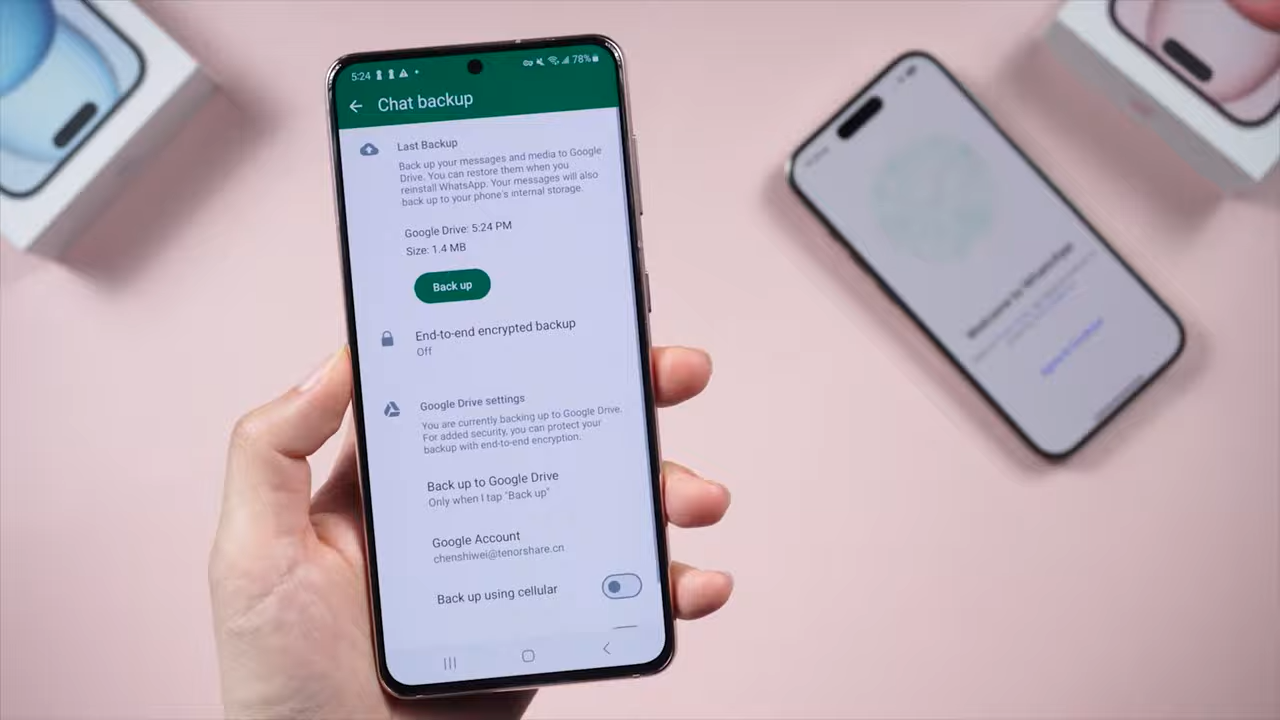 5:24
78%
Chat backup
Last Backup
Back up your messages and media to Google
Drive. You can restore them when you
reinstall WhatsApp. Your messages will also
back up to your phone's internal storage.
Google Drive: 5:24 PM
Size: 1.4 MB
Back up
End-to-end encrypted backup
Off
Google Drive settings
You are currently backing up to Google Drive.
For added security, you can protect your
backup with end-to-end encryption.
Back up to Google Drive
Only when I tap "Back up"
Google Account
chenshiwei@tenorshare.cn
Back up using cellular
Welcome to WhatsApp